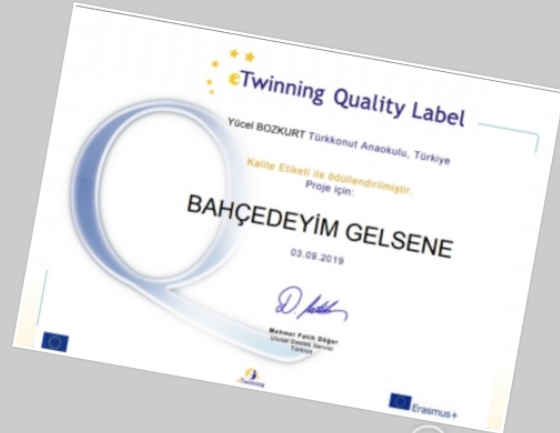 eTwinning Quality Label
Yücel BOZKURT Türkkonut Anaokulu, Türkiye
Kalite Etiketi ile ödüllendirilmiştir.
Proje için:
BAHÇEDEYİM GELSENE
03.09.2019
Mehmet Fatih Döğer
Ulusal Destek Servisi
Türkiye
eTwinning
Erasmus+